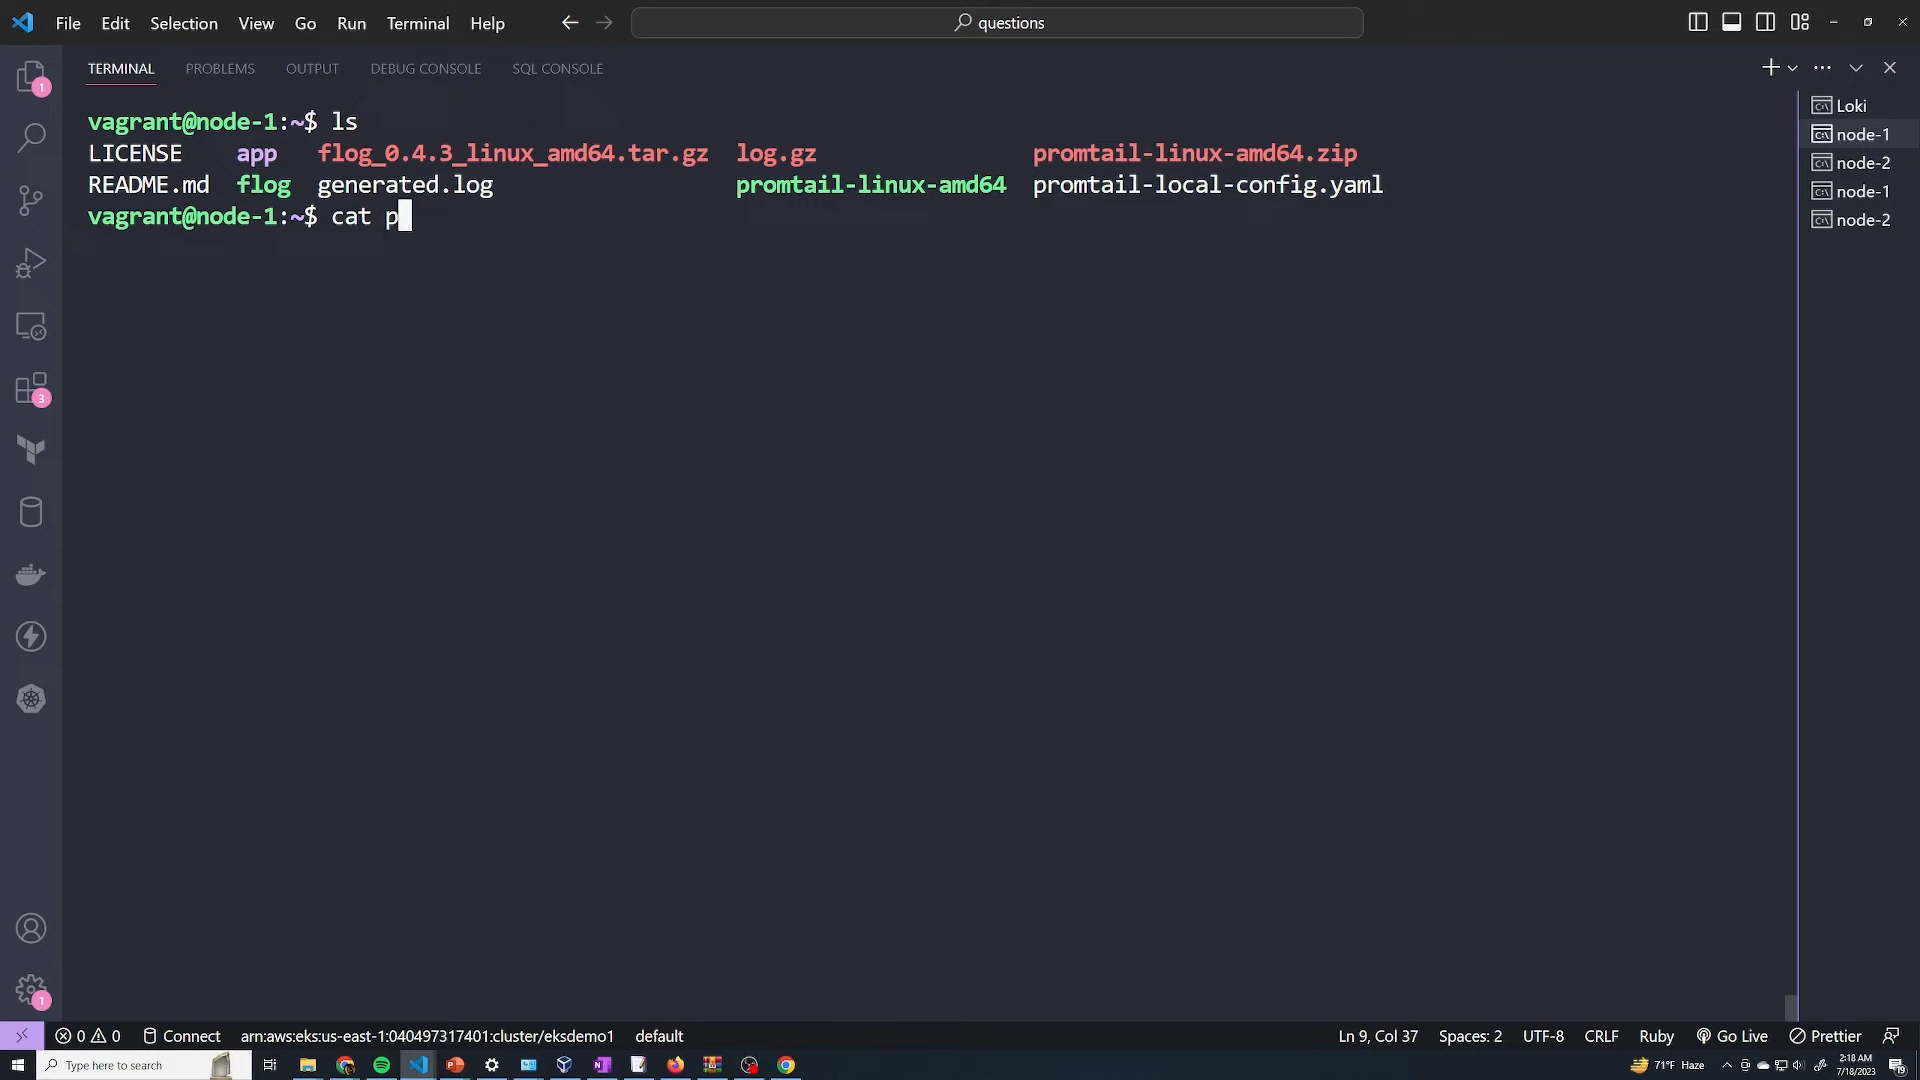 File Edit Selection View Go Run Terminal Help questions
TERMINAL PROBLEMS OUTPUT DEBUG CONSOLE SQL CONSOLE
vagrant@node-1:~$ ls
LICENSE app flog_0.4.3_linux_amd64.tar.gz log.gz promtail-linux-amd64.zip
README.md flog generated.log promtail-linux-amd64 promtail-local-config.yaml
vagrant@node-1:~$ cat p
Loki
node-1
node-2
node-1
node-2
1
3
1
0 0 Connect arn:aws:eks:us-east-1:040497317401:cluster/eksdemo1 default Ln 9, Col 37 Spaces: 2 UTF-8 CRLF Ruby Go Live Prettier
Type here to search 71°F Haze 2:18 AM
7/18/2023
19